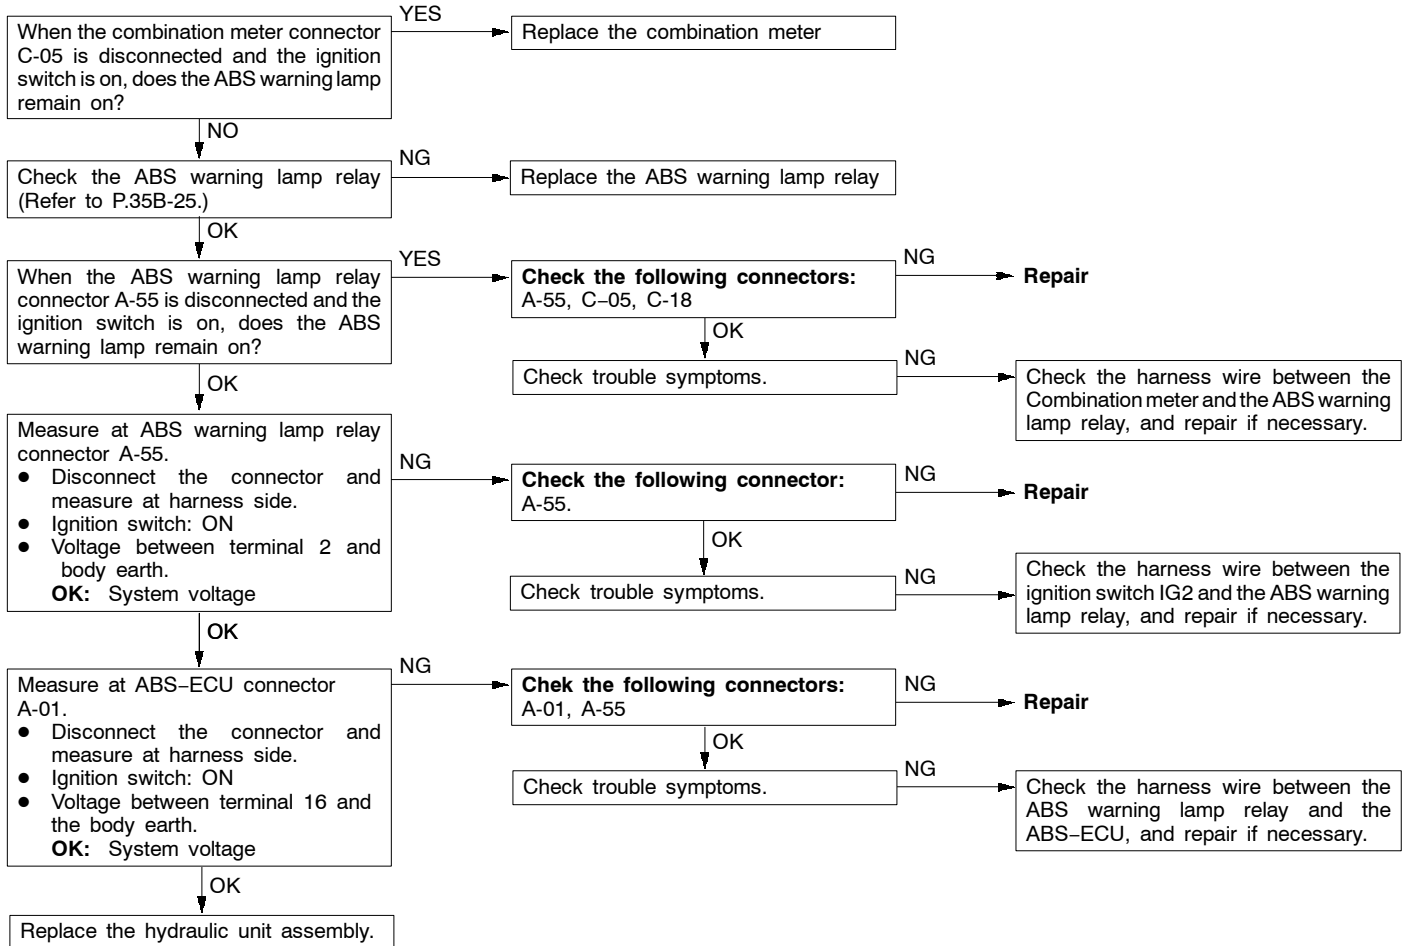 When the combination meter connector
C-05 is disconnected and the ignition
switch is on, does the ABS warning lamp
remain on?
YES
Replace the combination meter
NO
Check the ABS warning lamp relay
(Refer to P.35B-25.)
NG
Replace the ABS warning lamp relay
OK
When the ABS warning lamp relay
connector A-55 is disconnected and the
ignition switch is on, does the ABS
warning lamp remain on?
YES
Check the following connectors:
A-55, C–05, C-18
NG
Repair
OK
Check trouble symptoms.
NG
Check the harness wire between the
Combination meter and the ABS warning
lamp relay, and repair if necessary.
OK
Measure at ABS warning lamp relay
connector A-55.
● Disconnect the connector and
measure at harness side.
● Ignition switch: ON
● Voltage between terminal 2 and
body earth.
OK: System voltage
NG
Check the following connector:
A-55.
NG
Repair
OK
Check trouble symptoms.
NG
Check the harness wire between the
ignition switch IG2 and the ABS warning
lamp relay, and repair if necessary.
OK
Measure at ABS–ECU connector
A-01.
● Disconnect the connector and
measure at harness side.
● Ignition switch: ON
● Voltage between terminal 16 and
the body earth.
OK: System voltage
NG
Chek the following connectors:
A-01, A-55
NG
Repair
OK
Check trouble symptoms.
NG
Check the harness wire between the
ABS warning lamp relay and the
ABS–ECU, and repair if necessary.
OK
Replace the hydraulic unit assembly.